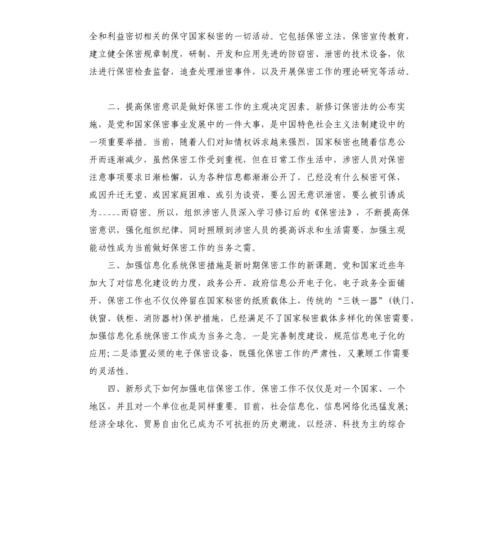 全和利益密切相关的保守国家秘密的一切活动。它包括保密立法，保密宣传教育，
建立健全保密规章制度，研制、开发和应用先进的防窃密、泄密的技术设备，依
法进行保密检查监督，追查处理泄密事件，以及开展保密工作的理论研究等活动。
二、提高保密意识是做好保密工作的主观决定因素。新修订保密法的公布实
施，是党和国家保密事业发展中的一件大事，是中国特色社会主义法制建设中的
一项重要举措。当前，随着人们对知情权诉求越来强烈，国家秘密也随着信息公
开而逐渐减少，虽然保密工作受到重视，但在日常工作生活中，涉密人员对保密
注意事项要求日渐松懈，认为各种信息都渐渐公开了，已经没有什么秘密可保，
或因升迁无望，或因家庭困难、或引为谈资，要么因无意识泄密，要么被引诱成
为-----而窃密。所以，组织涉密人员深入学习修订后的《保密法》，不断提高保
密意识，强化组织纪律，同时照顾到涉密人员的提高诉求和生活需要，加强主观
能动性成为当前做好保密工作的当务之需。
三、加强信息化系统保密措施是新时期保密工作的新课题。党和国家近些年
加大了对信息化建设的力度，政务公开、政府信息公开电子化，电子政务全面铺
开，保密工作也不仅仅停留在国家秘密的纸质载体上，传统的“三铁一器”(铁门、
铁窗、铁柜、消防器材)保护措施，已经满足不了国家秘密载体多样化的保密需要，
加强信息化系统保密工作成为当务之急。一是完善制度建设，规范信息电子化的
应用;二是添置必须的电子保密设备，既强化保密工作的严肃性，又兼顾工作需要
的灵活性。
四、新形式下如何加强电信保密工作。保密工作不仅仅是对一个国家、一个
地区，并且对一个单位也是同样重要。目前，社会信息化，信息网络化迅猛发展;
经济全球化、贸易自由化已成为不可抗拒的历史潮流，以经济、科技为主的综合